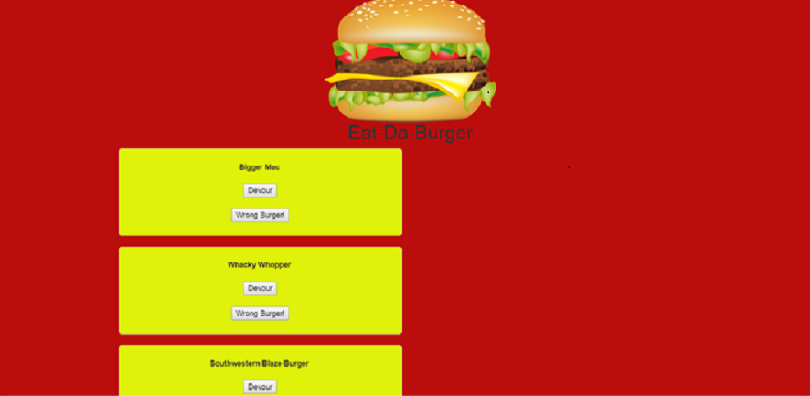 Eat-Da-Burger
Bigger Mac
Devour
Wrong Burger!
Whacky Whopper
Devour
Wrong Burger!
Southwestern Blaze Burger
Devour